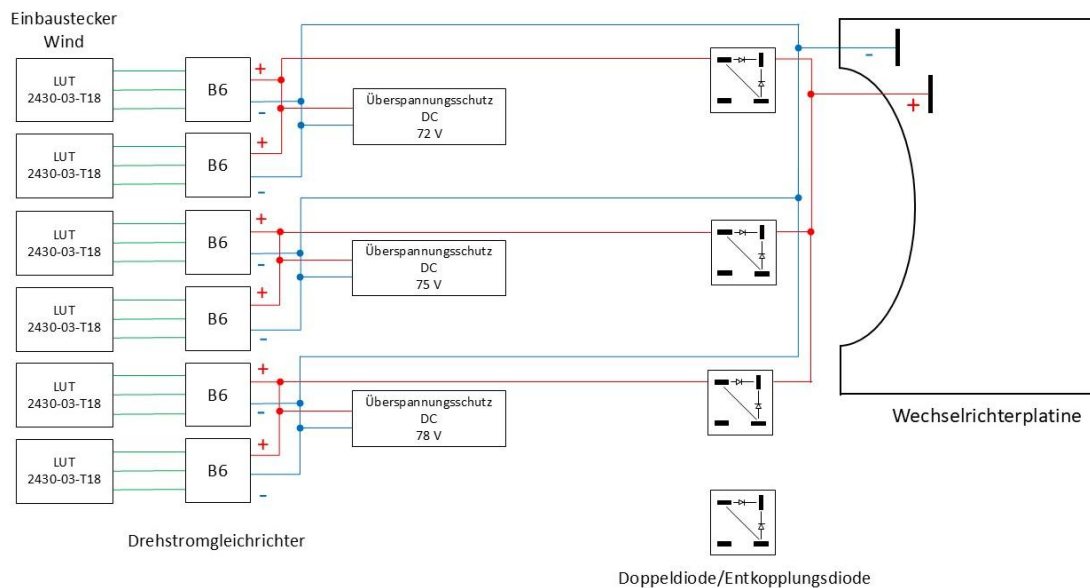 Einbaustecker
Wind
LUT
2430-03-T18
B6
+
-
Überspannungsschutz
DC
72 V
LUT
2430-03-T18
B6
+
-
LUT
2430-03-T18
B6
+
-
Überspannungsschutz
DC
75 V
LUT
2430-03-T18
B6
+
-
LUT
2430-03-T18
B6
+
-
Überspannungsschutz
DC
78 V
LUT
2430-03-T18
B6
+
-
-
+
Wechselrichterplatine
Drehstromgleichrichter
Doppeldiode/Entkopplungsdiode